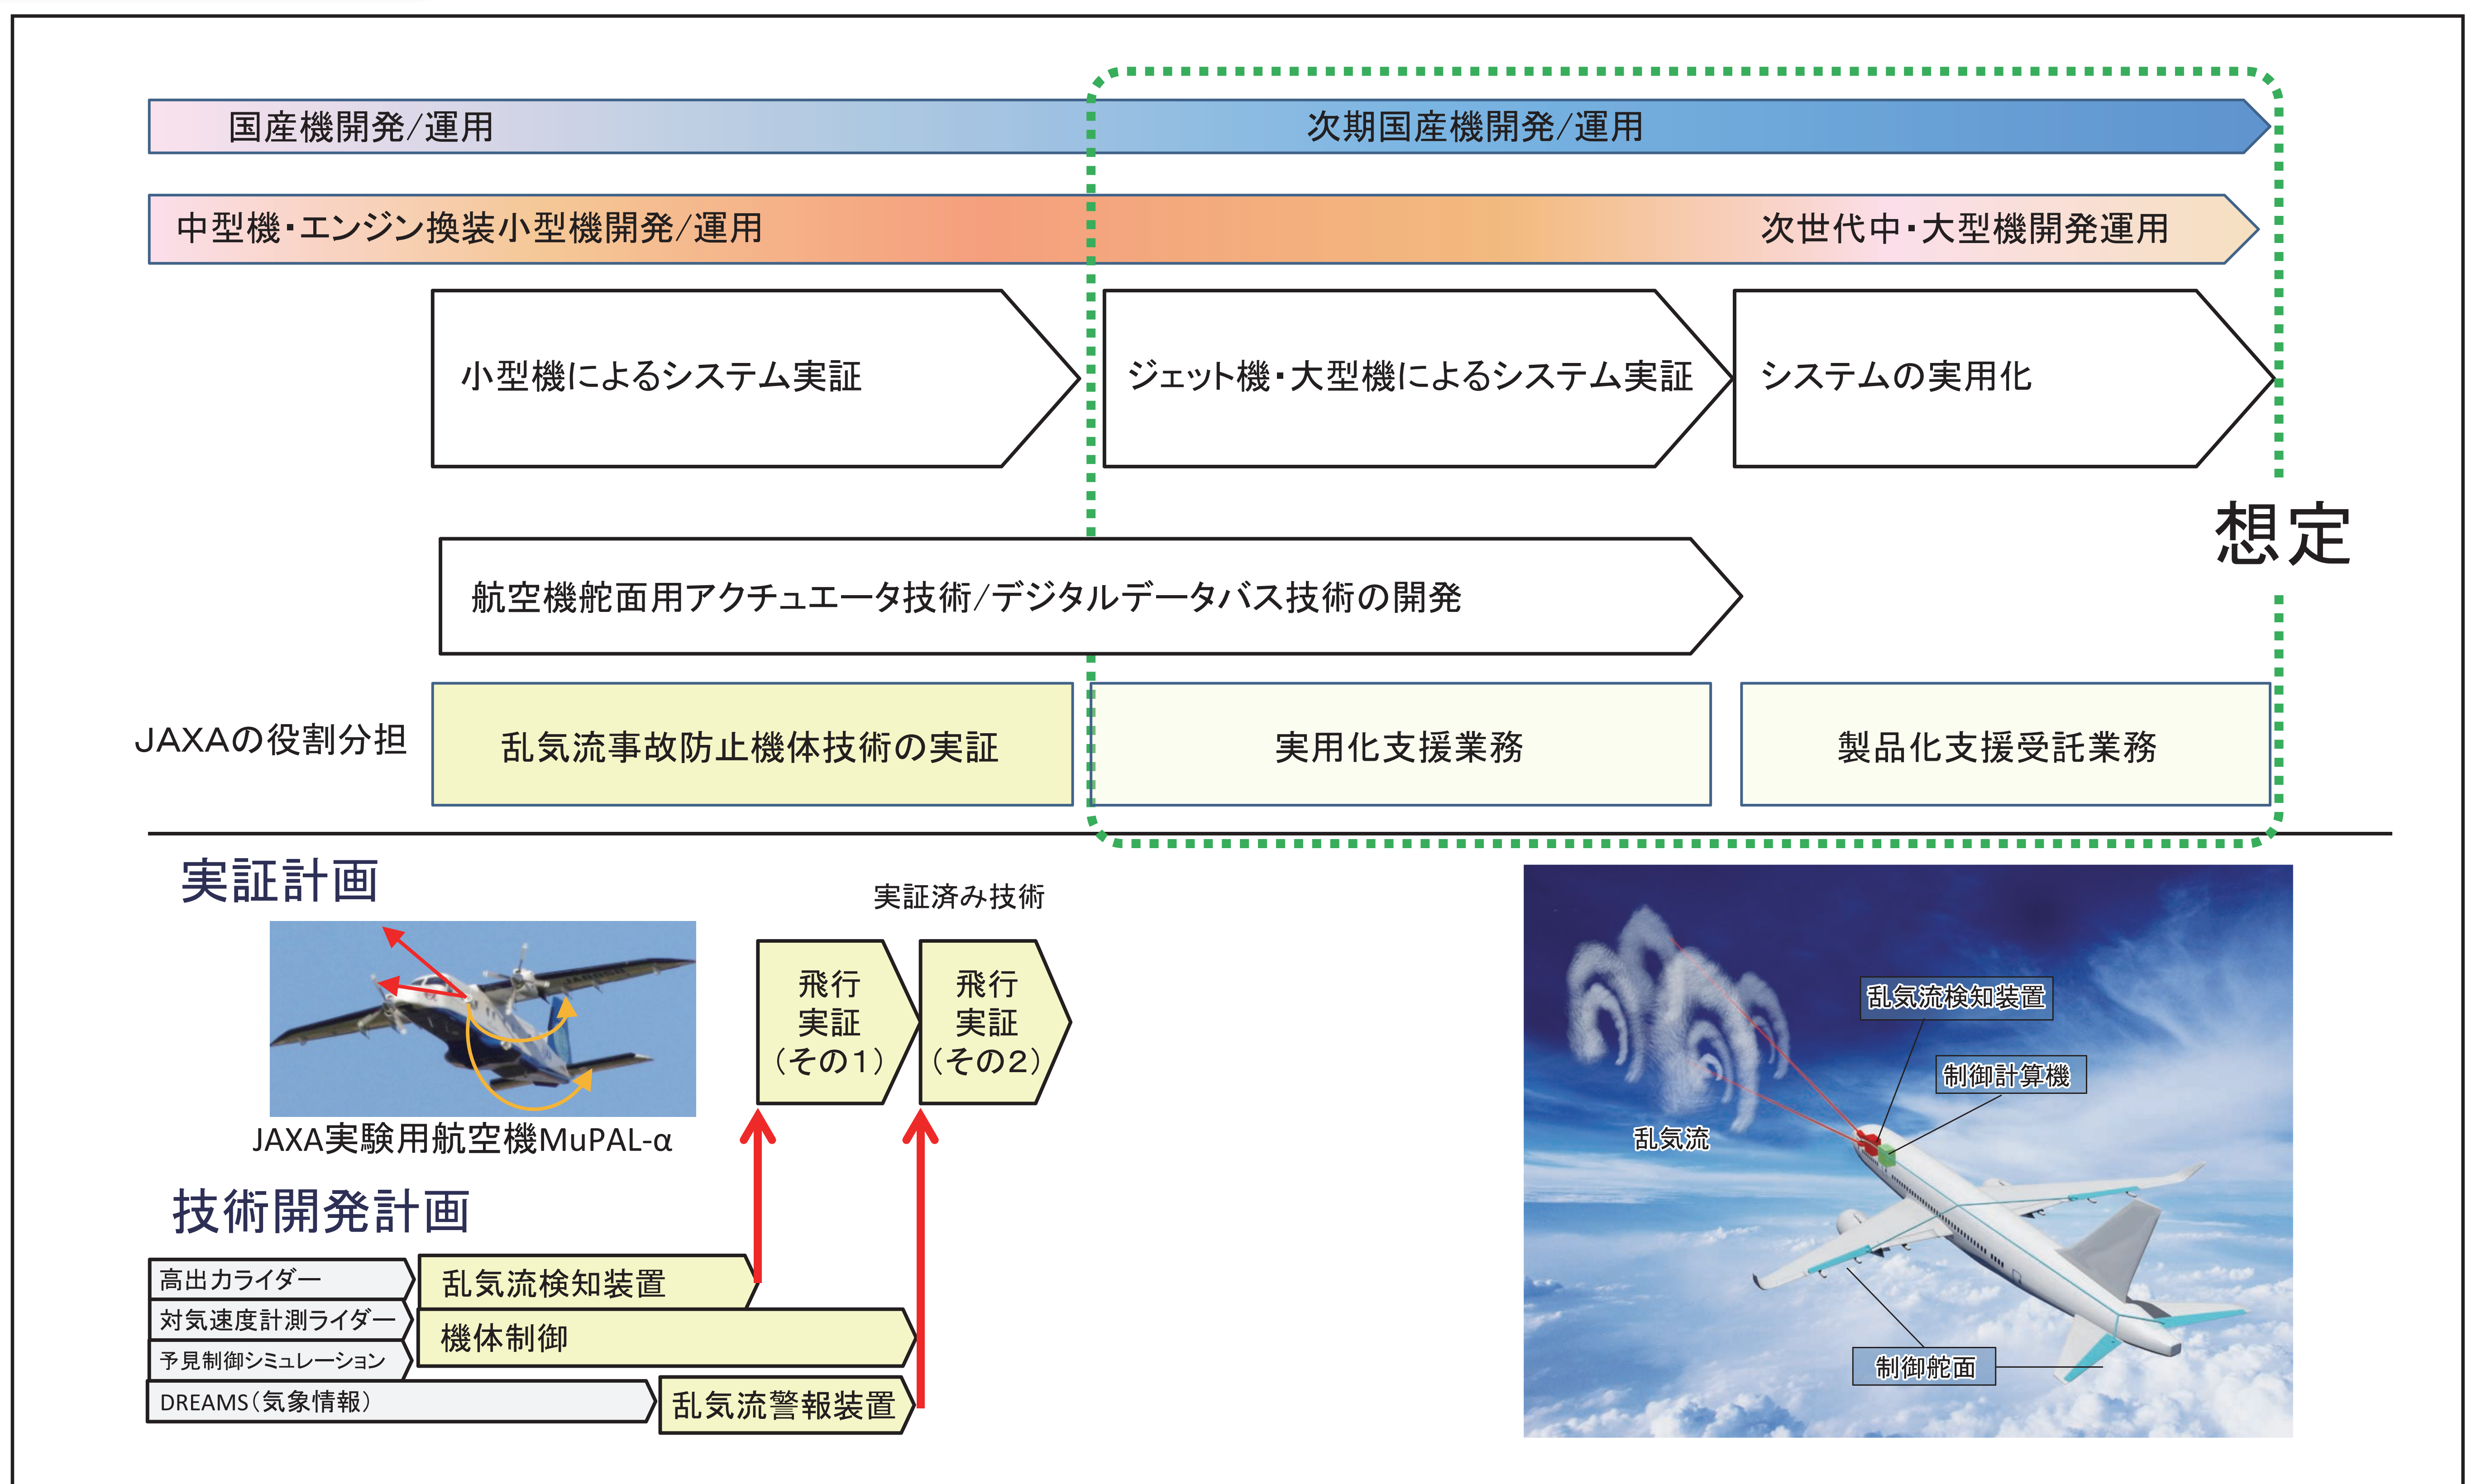 国産機開発/運用
次期国産機開発/運用
中型機・エンジン換装小型機開発/運用
次世代中・大型機開発運用
小型機によるシステム実証
ジェット機・大型機によるシステム実証
システムの実用化
想定
航空機舵面用アクチュエータ技術/デジタルデータバス技術の開発
JAXAの役割分担
乱気流事故防止機体技術の実証
実用化支援業務
製品化支援受託業務
実証計画
実証済み技術
飛行
実証
(その1)
飛行
実証
(その2)
JAXA実験用航空機MuPAL-α
技術開発計画
高出力ライダー
乱気流検知装置
対気速度計測ライダー
機体制御
予見制御シミュレーション
DREAMS(気象情報)
乱気流警報装置
乱気流検知装置
制御計算機
乱気流
制御舵面